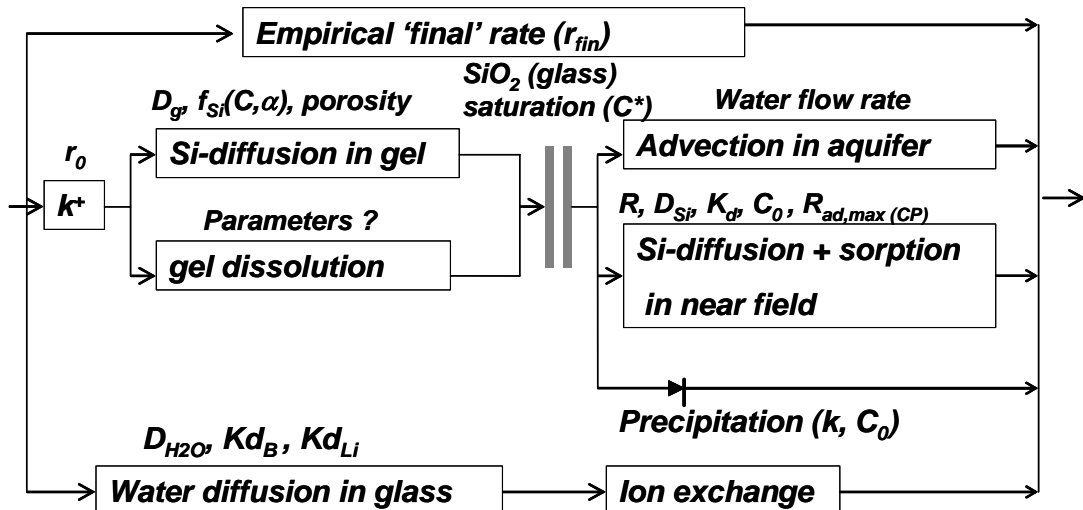 Empirical ‘final’ rate (r_fin)
SiO₂ (glass)
saturation (C*)
D_g, f_Si(C,α), porosity
Water flow rate
r₀
Si-diffusion in gel
Advection in aquifer
k⁺
R, D_Si, K_d, C₀, R_ad,max (CP)
Parameters ?
gel dissolution
Si-diffusion + sorption
in near field
Precipitation (k, C₀)
D_H2O, Kd_B, Kd_Li
Water diffusion in glass
Ion exchange